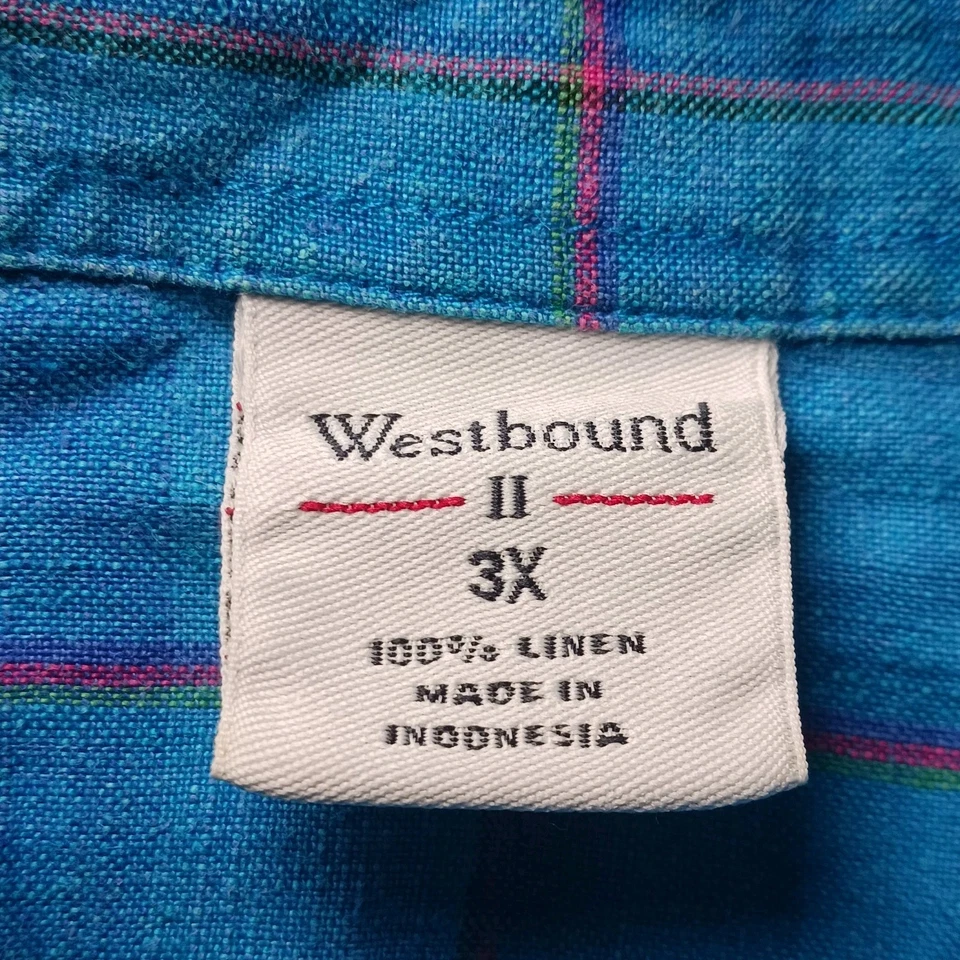 Westbound
II
3X
100% LINEN
MADE IN
INDONESIA